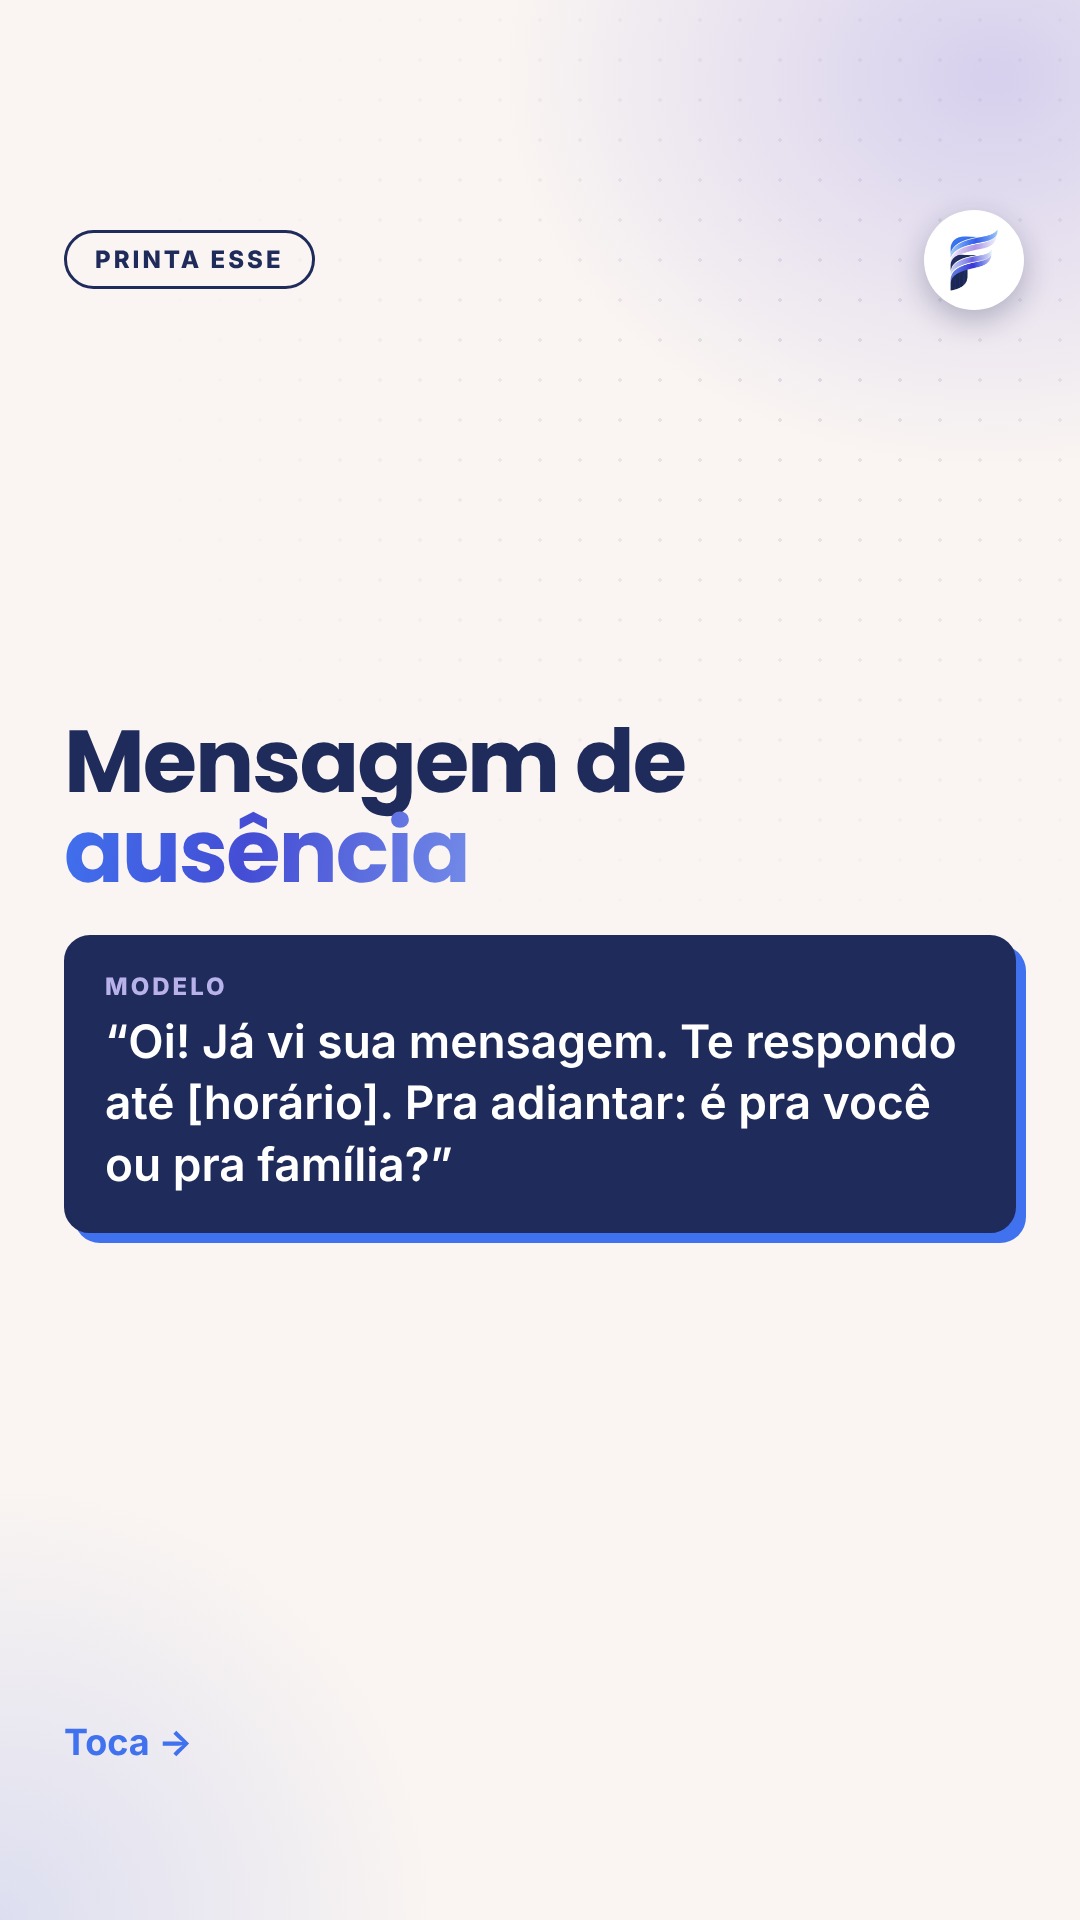 PRINTA ESSE
Mensagem de
ausência
MODELO
“Oi! Já vi sua mensagem. Te respondo
até [horário]. Pra adiantar: é pra você
ou pra família?”
Toca →